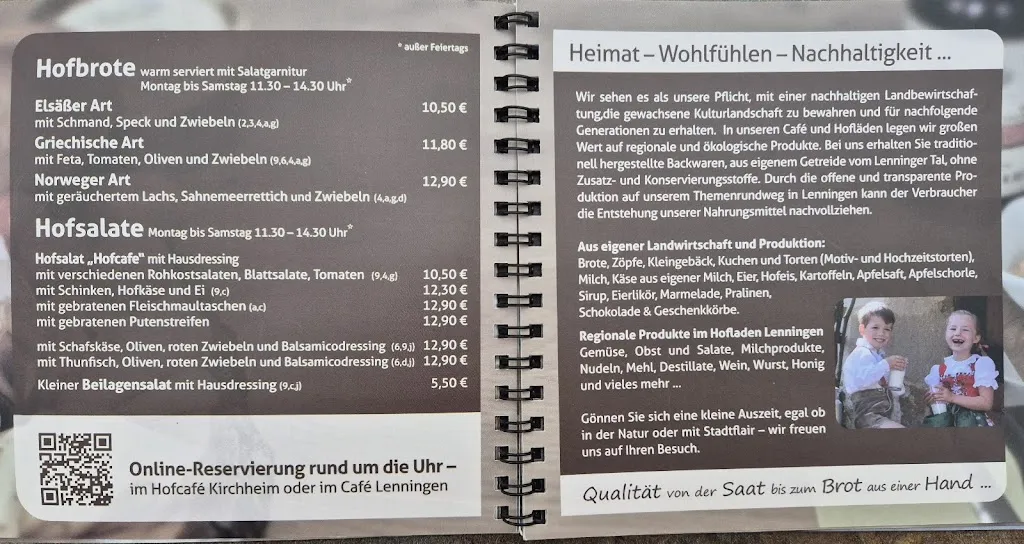 * außer Feiertags
Hofbrote warm serviert mit Salatgarnitur
Montag bis Samstag 11.30 – 14.30 Uhr*
Elsäßer Art 10,50 €
mit Schmand, Speck und Zwiebeln (2,3,4,a,g)
Griechische Art 11,80 €
mit Feta, Tomaten, Oliven und Zwiebeln (9,6,4,a,g)
Norweger Art 12,90 €
mit geräuchertem Lachs, Sahnemeerrettich und Zwiebeln (4,a,g,d)
Hofsalate Montag bis Samstag 11.30 – 14.30 Uhr*
Hofsalat „Hofcafe" mit Hausdressing
mit verschiedenen Rohkostsalaten, Blattsalate, Tomaten (9,4,g) 10,50 €
mit Schinken, Hofkäse und Ei (9,c) 12,30 €
mit gebratenen Fleischmaultaschen (a,c) 12,90 €
mit gebratenen Putenstreifen 12,90 €
mit Schafskäse, Oliven, roten Zwiebeln und Balsamicodressing (6,9,j) 12,90 €
mit Thunfisch, Oliven, roten Zwiebeln und Balsamicodressing (6,d,j) 12,90 €
Kleiner Beilagensalat mit Hausdressing (9,c,j) 5,50 €
Online-Reservierung rund um die Uhr –
im Hofcafé Kirchheim oder im Café Lenningen
Heimat – Wohlfühlen – Nachhaltigkeit ...
Wir sehen es als unsere Pflicht, mit einer nachhaltigen Landbewirtschaf-
tung,die gewachsene Kulturlandschaft zu bewahren und für nachfolgende
Generationen zu erhalten. In unseren Café und Hofläden legen wir großen
Wert auf regionale und ökologische Produkte. Bei uns erhalten Sie traditio-
nell hergestellte Backwaren, aus eigenem Getreide vom Lenninger Tal, ohne
Zusatz- und Konservierungsstoffe. Durch die offene und transparente Pro-
duktion auf unserem Themenrundweg in Lenningen kann der Verbraucher
die Entstehung unserer Nahrungsmittel nachvollziehen.
Aus eigener Landwirtschaft und Produktion:
Brote, Zöpfe, Kleingebäck, Kuchen und Torten (Motiv- und Hochzeitstorten),
Milch, Käse aus eigener Milch, Eier, Hofeis, Kartoffeln, Apfelsaft, Apfelschorle,
Sirup, Eierlikör, Marmelade, Pralinen,
Schokolade & Geschenkkörbe.
Regionale Produkte im Hofladen Lenningen
Gemüse, Obst und Salate, Milchprodukte,
Nudeln, Mehl, Destillate, Wein, Wurst, Honig
und vieles mehr ...
Gönnen Sie sich eine kleine Auszeit, egal ob
in der Natur oder mit Stadtflair – wir freuen
uns auf Ihren Besuch.
Qualität von der Saat bis zum Brot aus einer Hand ...